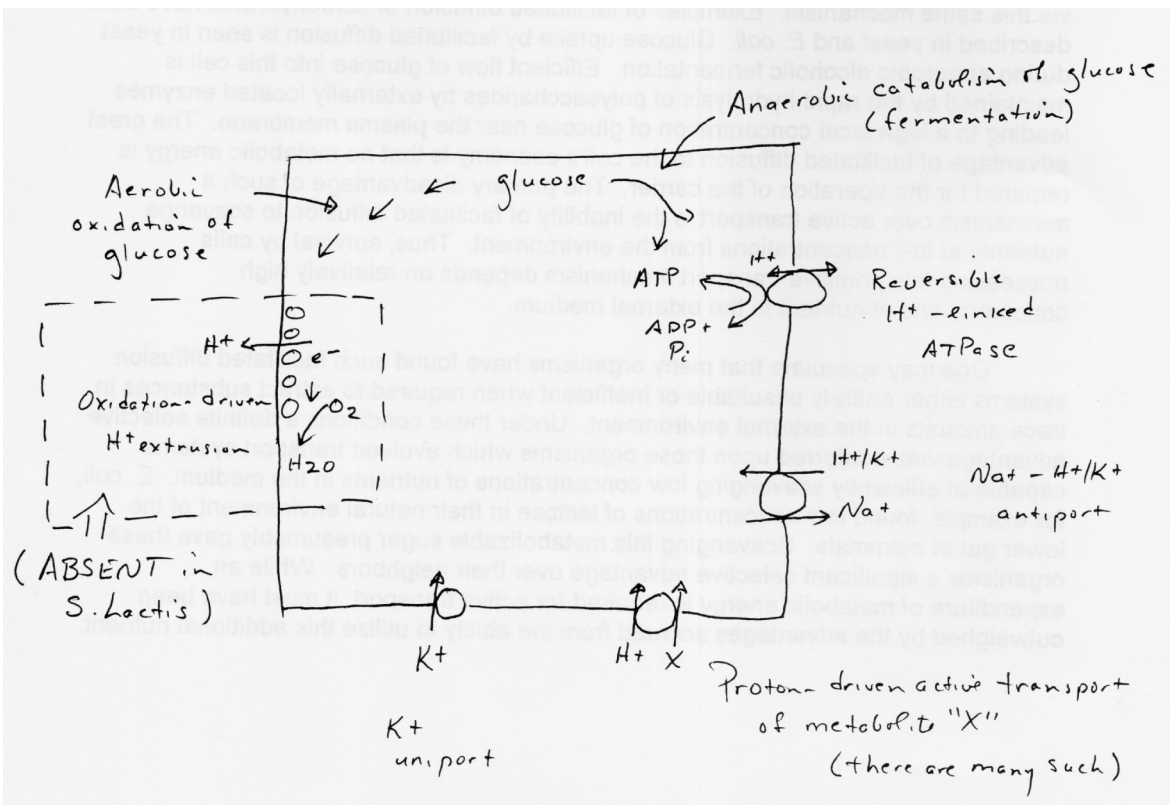 Anaerobic catabolism of glucose
(fermentation)
glucose
Aerobi
oxidation of
glucose
ATP
ADP +
Pi
H+
Reversible
H+-linked
ATPase
H+
e-
O2
H2O
Oxidation-driven
H+ extrusion
(ABSENT in
S. Lactis)
H+/K+
Na+
Na+ - H+/K+
antiport
K+
K+
uniport
H+ X
Proton-driven active transport
of metabolite "X"
(there are many such)